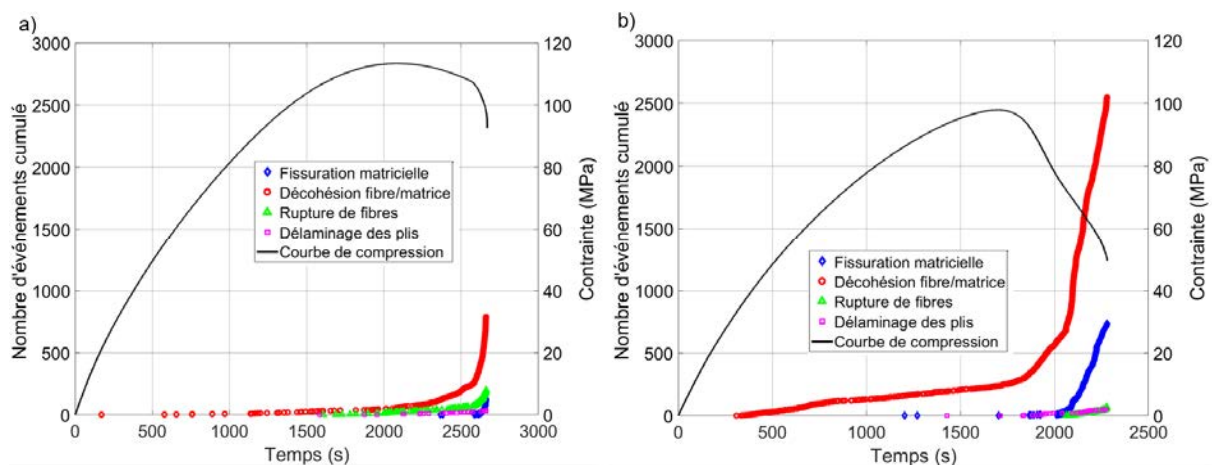 a)
3000
2500
2000
1500
1000
500
0
Nombre d'événements cumulé
120
100
80
60
40
20
0
Contrainte (MPa)
Fissuration matricielle
Décohésion fibre/matrice
Rupture de fibres
Délaminage des plis
Courbe de compression
0 500 1000 1500 2000 2500 3000
Temps (s)
b)
3000
2500
2000
1500
1000
500
0
Nombre d'événements cumulé
120
100
80
60
40
20
0
Contrainte (MPa)
Fissuration matricielle
Décohésion fibre/matrice
Rupture de fibres
Délaminage des plis
Courbe de compression
0 500 1000 1500 2000 2500
Temps (s)